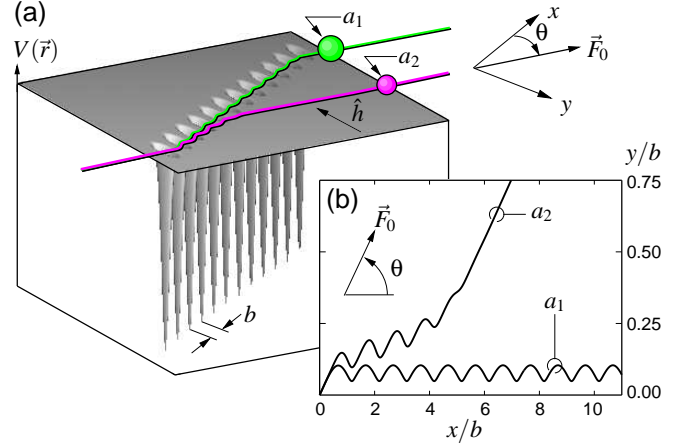 (a)
V(r⃗)
a₁
a₂
ĥ
b
x
θ
F⃗₀
y
(b)
y/b
0.75
0.50
0.25
0.00
F⃗₀
θ
a₂
a₁
0 2 4 6 8 10
x/b